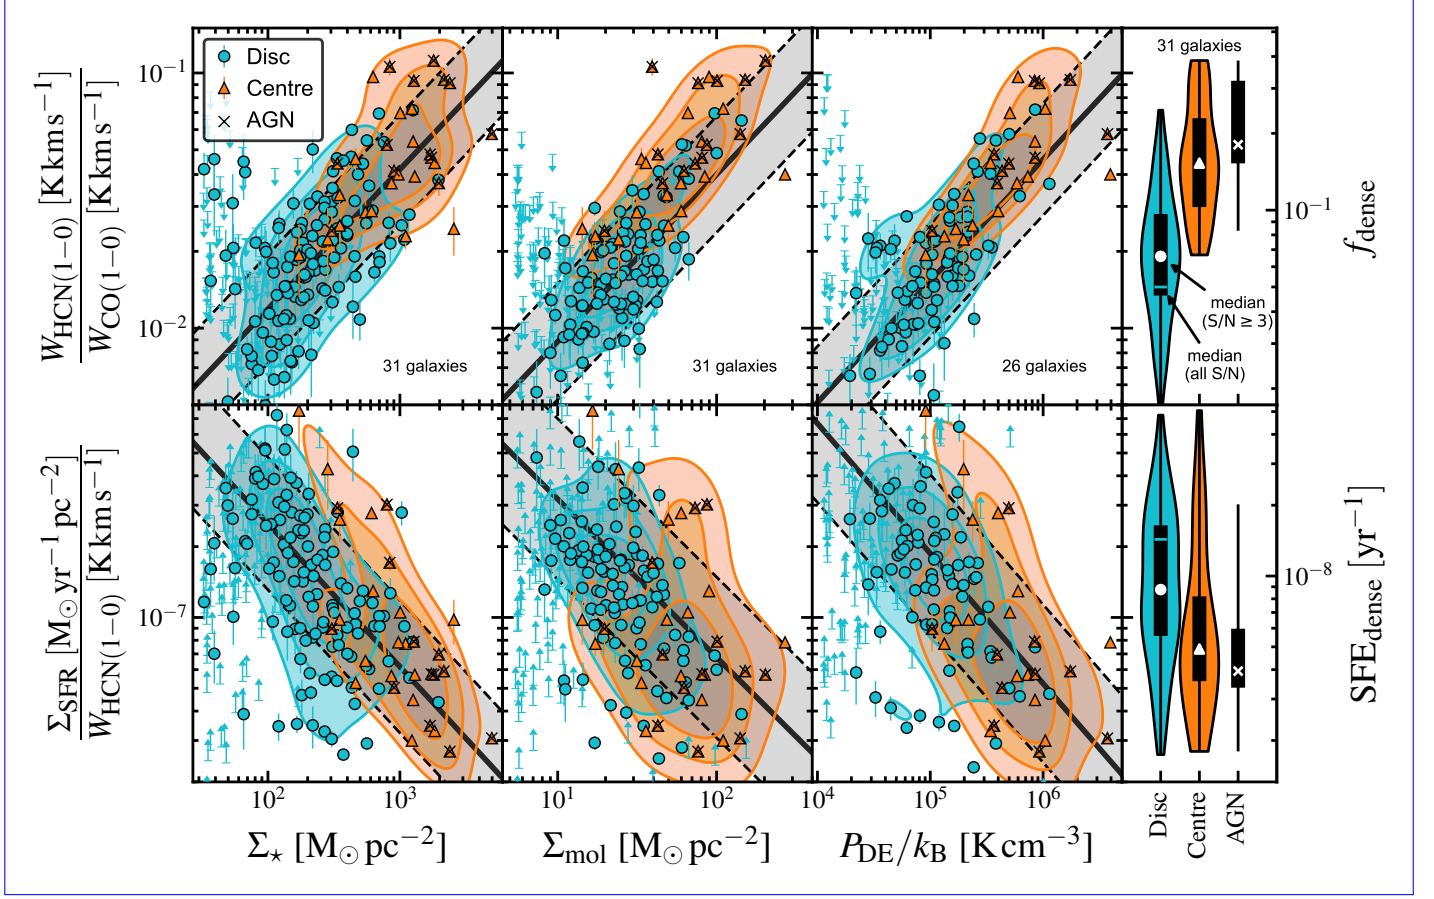 Disc
Centre
AGN
W_HCN(1−0) [K km s⁻¹]
W_CO(1−0) [K km s⁻¹]
10⁻¹
10⁻²
31 galaxies
31 galaxies
26 galaxies
31 galaxies
median
(S/N ≥ 3)
median
(all S/N)
10⁻¹
f_dense
Σ_SFR [M_⊙ yr⁻¹ pc⁻²]
W_HCN(1−0) [K km s⁻¹]
10⁻⁷
10⁻⁸
SFE_dense [yr⁻¹]
10² 10³ 10¹ 10² 10⁴ 10⁵ 10⁶
Disc
Centre
AGN
Σ_⋆ [M_⊙ pc⁻²]
Σ_mol [M_⊙ pc⁻²]
P_DE/k_B [K cm⁻³]